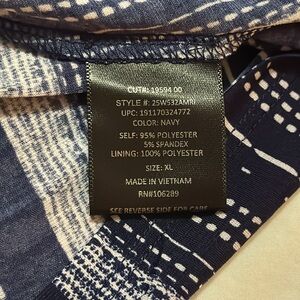 CUT#: 19594 00
STYLE #: 25W532AMRJ
UPC: 191170324772
COLOR: NAVY
SELF: 95% POLYESTER
5% SPANDEX
LINING: 100% POLYESTER
SIZE: XL
MADE IN VIETNAM
RN#106289
SEE REVERSE SIDE FOR CARE